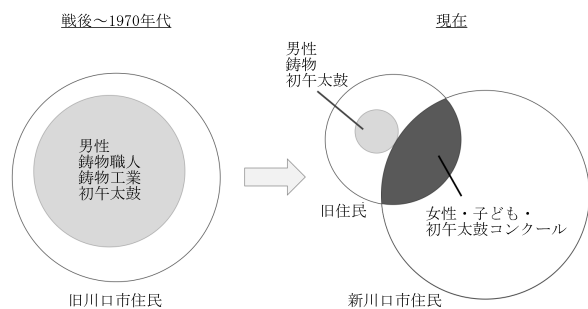 戦後～1970年代
男性
鋳物職人
鋳物工業
初午太鼓
旧川口市住民
現在
男性
鋳物
初午太鼓
旧住民
女性・子ども・
初午太鼓コンクール
新川口市住民